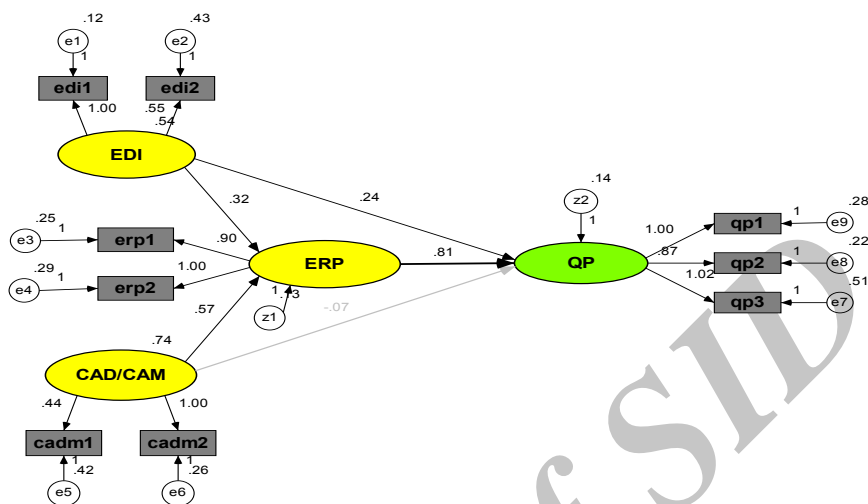 .12
.43
e1
e2
1
1
edi1
edi2
1.00
.55
.54
EDI
.32
.24
.14
z2
1
.25
e3
1
erp1
.90
ERP
.81
QP
1.00
qp1
1
.28
e9
.87
qp2
1
.22
e8
1.02
qp3
1
.51
e7
.29
e4
1
erp2
1.00
1
.13
z1
.57
-.07
.74
CAD/CAM
.44
1.00
cadm1
cadm2
1
.42
1
.26
e5
e6
of SID